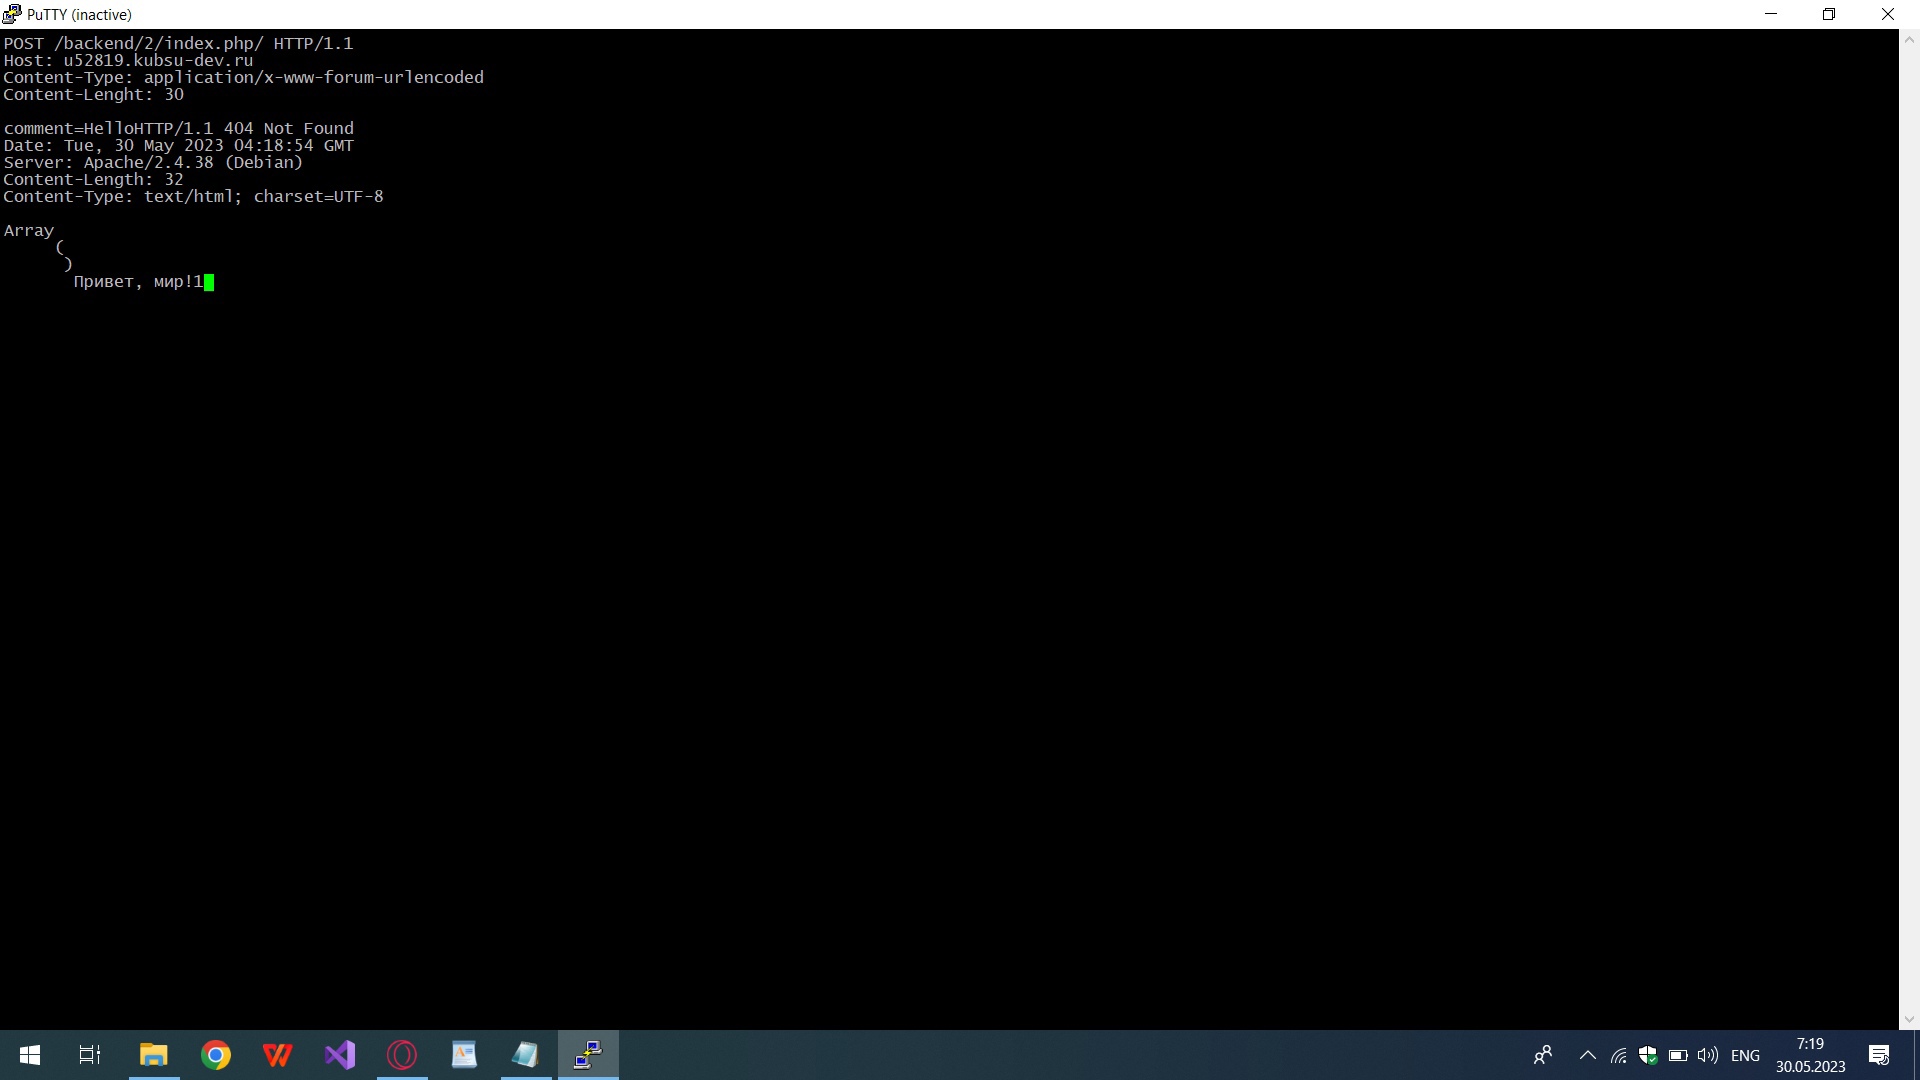 PuTTY (inactive)
POST /backend/2/index.php/ HTTP/1.1
Host: u52819.kubsu-dev.ru
Content-Type: application/x-www-forum-urlencoded
Content-Lenght: 30
comment=HelloHTTP/1.1 404 Not Found
Date: Tue, 30 May 2023 04:18:54 GMT
Server: Apache/2.4.38 (Debian)
Content-Length: 32
Content-Type: text/html; charset=UTF-8
Array
(
)
Привет, мир!1
ENG
7:19
30.05.2023